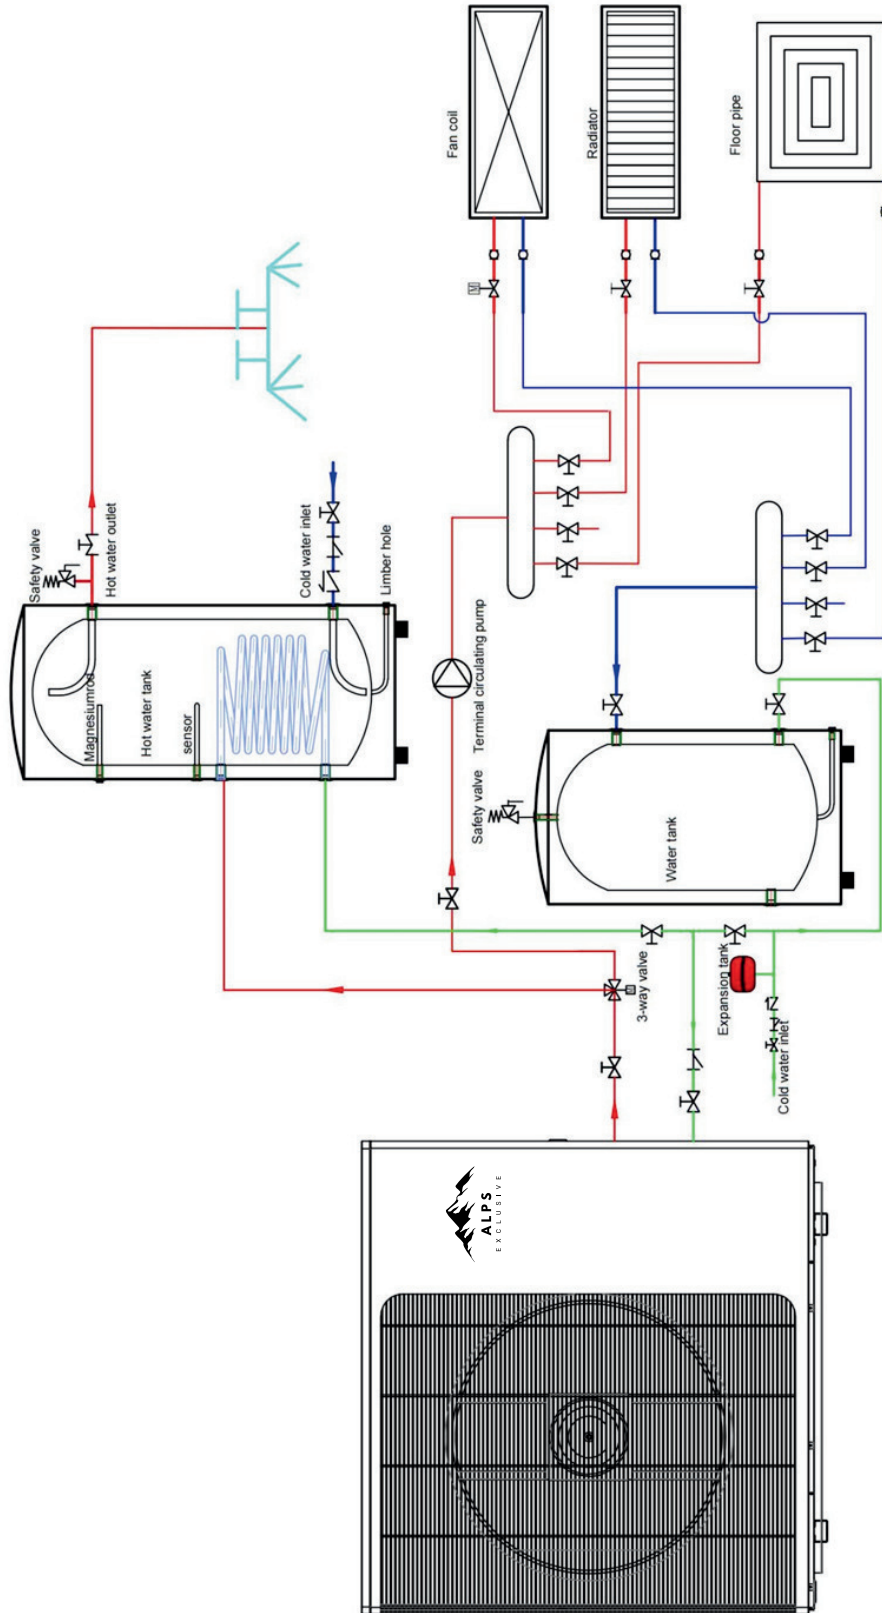 Safety valve
Hot water outlet
Magnesiumrod
Hot water tank
sensor
Cold water inlet
Limber hole
Fan coil
Radiator
Floor pipe
M
Terminal circulating pump
Safety valve
Water tank
3-way valve
M
Expansion tank
Cold water inlet
ALPS
EXCLUSIVE